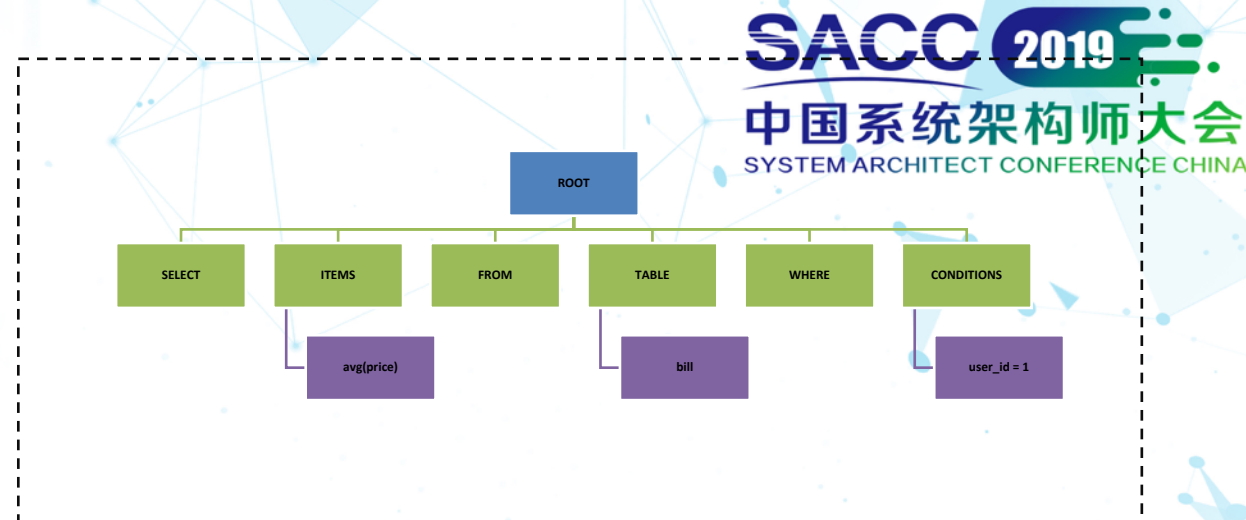 SACC 2019
中国系统架构师大会
SYSTEM ARCHITECT CONFERENCE CHINA
ROOT
SELECT
ITEMS
FROM
TABLE
WHERE
CONDITIONS
avg(price)
bill
user_id = 1